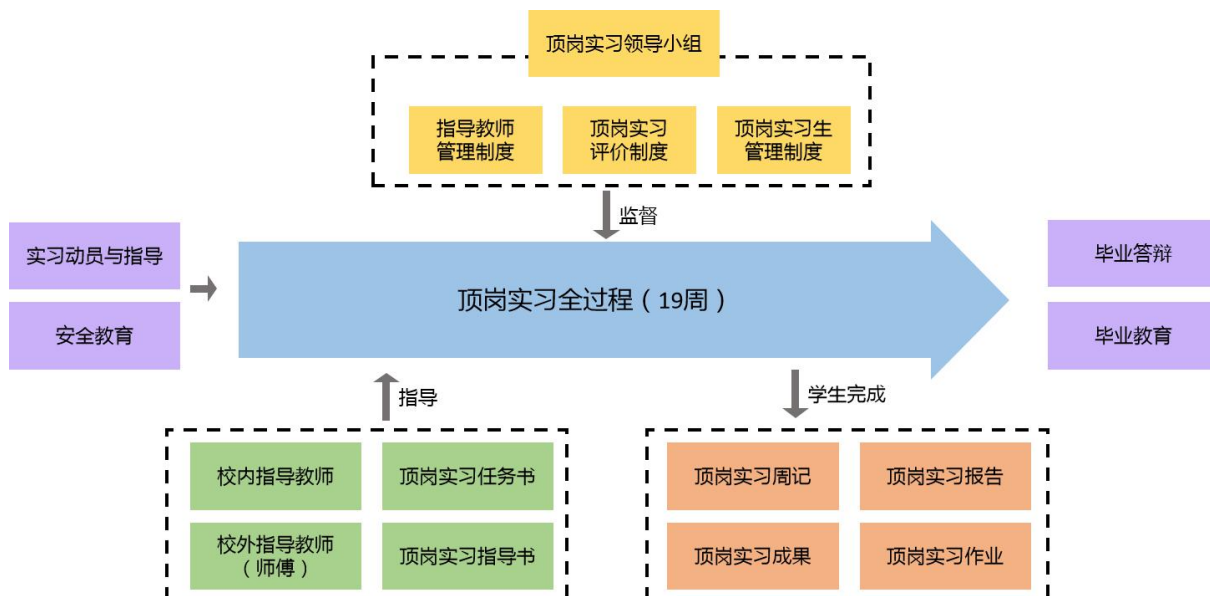 顶岗实习领导小组
指导教师
管理制度
顶岗实习
评价制度
顶岗实习生
管理制度
监督
实习动员与指导
安全教育
顶岗实习全过程（19周）
毕业答辩
毕业教育
指导
学生完成
校内指导教师
顶岗实习任务书
校外指导教师
（师傅）
顶岗实习指导书
顶岗实习周记
顶岗实习报告
顶岗实习成果
顶岗实习作业